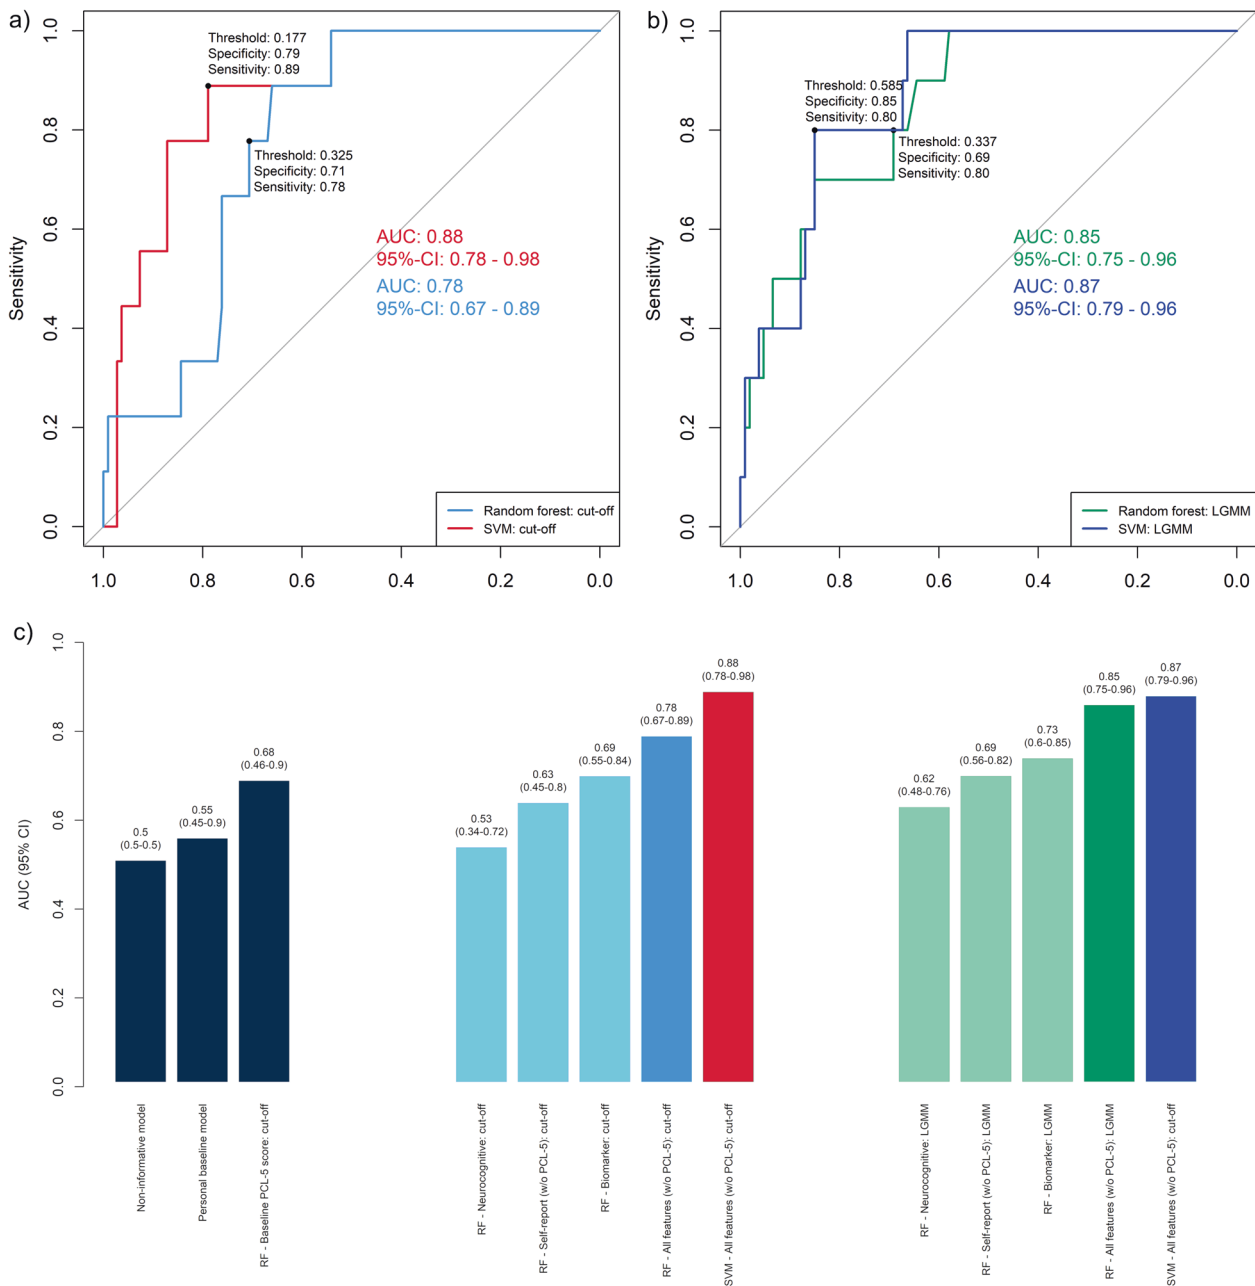 a)
Threshold: 0.177
Specificity: 0.79
Sensitivity: 0.89
Threshold: 0.325
Specificity: 0.71
Sensitivity: 0.78
AUC: 0.88
95%-CI: 0.78 - 0.98
AUC: 0.78
95%-CI: 0.67 - 0.89
Sensitivity
1.0
0.8
0.6
0.4
0.2
0.0
Random forest: cut-off
SVM: cut-off
1.0 0.8 0.6 0.4 0.2 0.0
b)
Threshold: 0.585
Specificity: 0.85
Sensitivity: 0.80
Threshold: 0.337
Specificity: 0.69
Sensitivity: 0.80
AUC: 0.85
95%-CI: 0.75 - 0.96
AUC: 0.87
95%-CI: 0.79 - 0.96
Sensitivity
1.0
0.8
0.6
0.4
0.2
0.0
Random forest: LGMM
SVM: LGMM
1.0 0.8 0.6 0.4 0.2 0.0
c)
AUC (95% CI)
1.0
0.8
0.6
0.4
0.2
0.0
0.5
(0.5-0.5)
0.55
(0.45-0.9)
0.68
(0.46-0.9)
0.53
(0.34-0.72)
0.63
(0.45-0.8)
0.69
(0.55-0.84)
0.78
(0.67-0.89)
0.88
(0.78-0.98)
0.62
(0.48-0.76)
0.69
(0.56-0.82)
0.73
(0.6-0.85)
0.85
(0.75-0.96)
0.87
(0.79-0.96)
Non-informative model
Personal baseline model
RF - Baseline PCL-5 score: cut-off
RF - Neurocognitive: cut-off
RF - Self-report (w/o PCL-5): cut-off
RF - Biomarker: cut-off
RF - All features (w/o PCL-5): cut-off
SVM - All features (w/o PCL-5): cut-off
RF - Neurocognitive: LGMM
RF - Self-report (w/o PCL-5): LGMM
RF - Biomarker: LGMM
RF - All features (w/o PCL-5): LGMM
SVM - All features (w/o PCL-5): cut-off